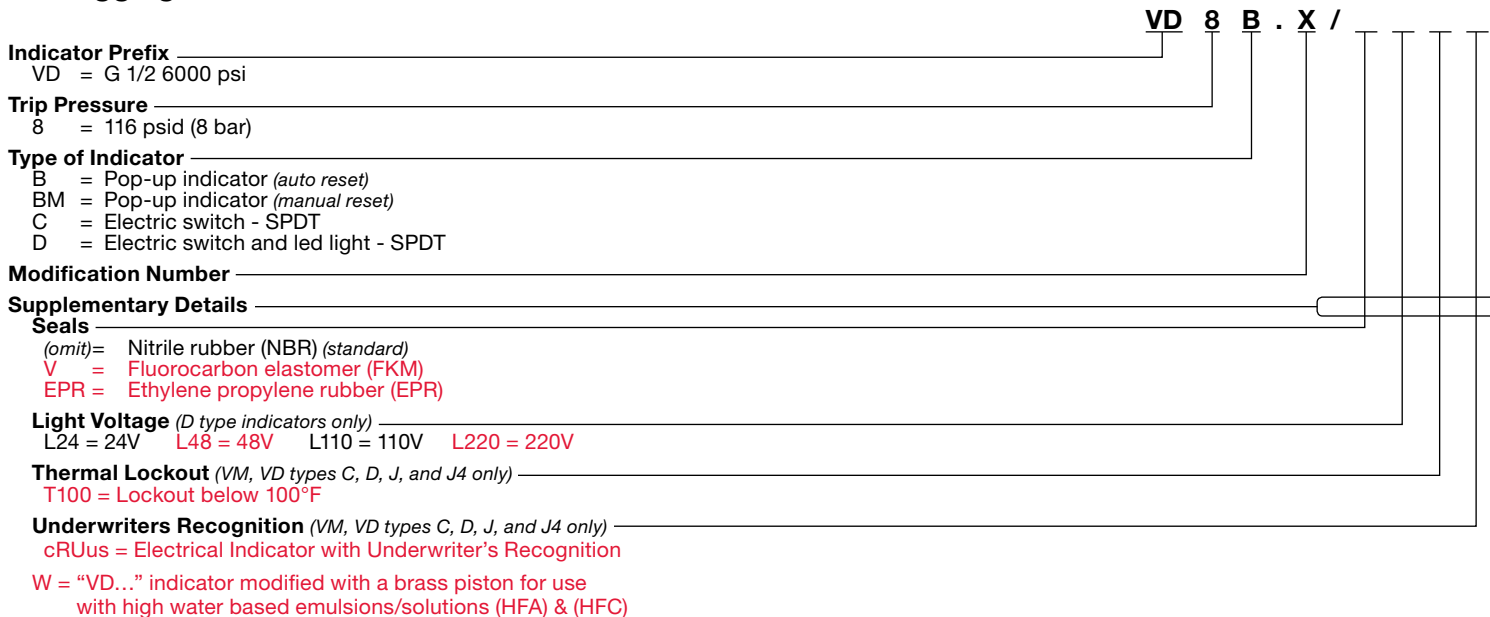 VD 8 B . X /
Indicator Prefix
VD = G 1/2 6000 psi
Trip Pressure
8 = 116 psid (8 bar)
Type of Indicator
B = Pop-up indicator (auto reset)
BM = Pop-up indicator (manual reset)
C = Electric switch - SPDT
D = Electric switch and led light - SPDT
Modification Number
Supplementary Details
Seals
(omit)= Nitrile rubber (NBR) (standard)
V = Fluorocarbon elastomer (FKM)
EPR = Ethylene propylene rubber (EPR)
Light Voltage (D type indicators only)
L24 = 24V L48 = 48V L110 = 110V L220 = 220V
Thermal Lockout (VM, VD types C, D, J, and J4 only)
T100 = Lockout below 100°F
Underwriters Recognition (VM, VD types C, D, J, and J4 only)
cRUus = Electrical Indicator with Underwriter’s Recognition
W = “VD…” indicator modified with a brass piston for use
with high water based emulsions/solutions (HFA) & (HFC)